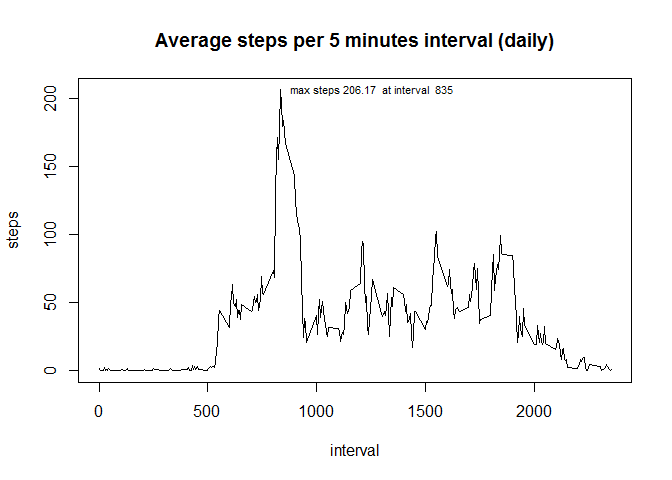 Average steps per 5 minutes interval (daily)
max steps 206.17  at interval  835
200
150
100
50
0
steps
0 500 1000 1500 2000
interval